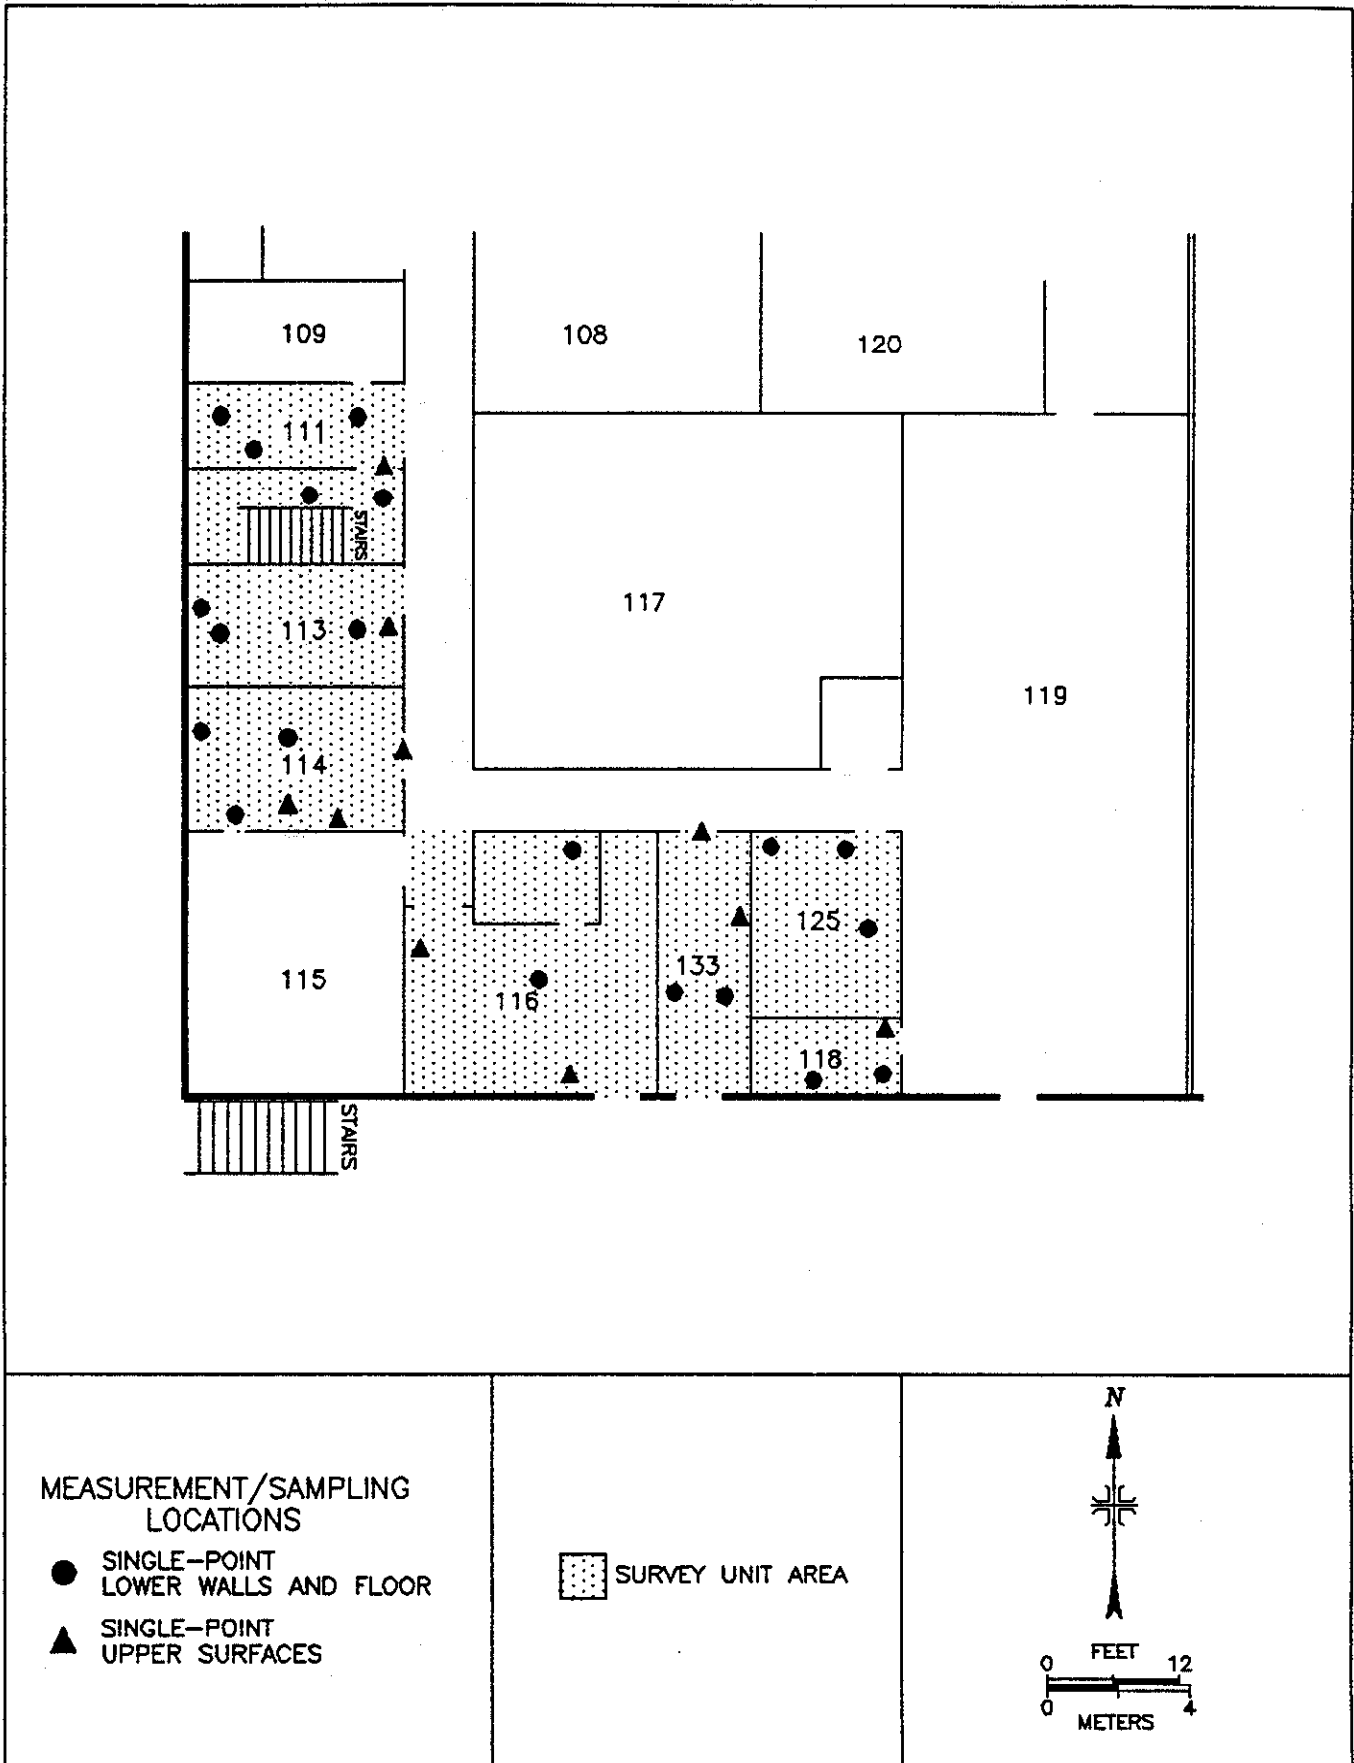 109
108
120
111
STAIRS
113
117
119
114
125
133
115
116
118
STAIRS
MEASUREMENT/SAMPLING
LOCATIONS
SINGLE-POINT
LOWER WALLS AND FLOOR
SINGLE-POINT
UPPER SURFACES
SURVEY UNIT AREA
N
FEET
0 12
0 4
METERS